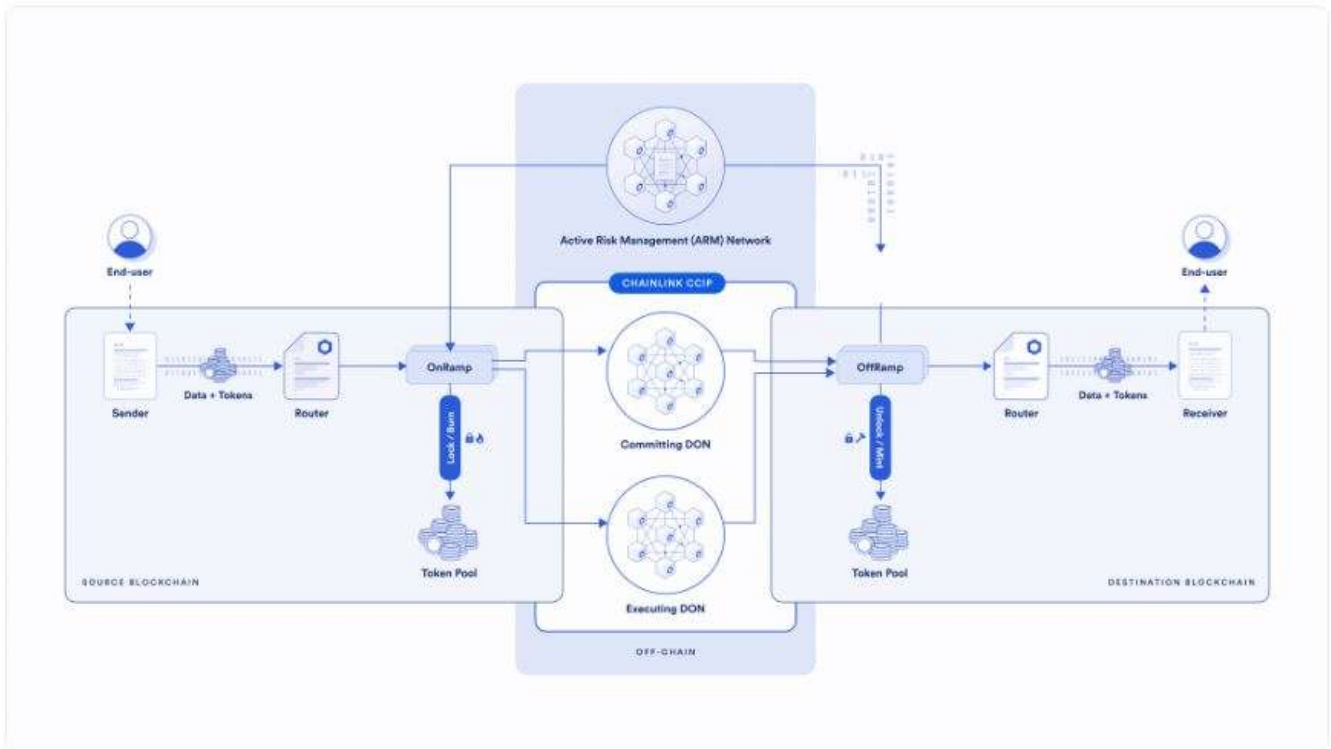 Active Risk Management (ARM) Network
End-user
End-user
CHAINLINK CCIP
Sender
Data + Tokens
Router
OnRamp
Lock / Burn
Token Pool
SOURCE BLOCKCHAIN
Committing DON
Executing DON
OFF-CHAIN
OffRamp
Unlock / Mint
Token Pool
Router
Data + Tokens
Receiver
DESTINATION BLOCKCHAIN